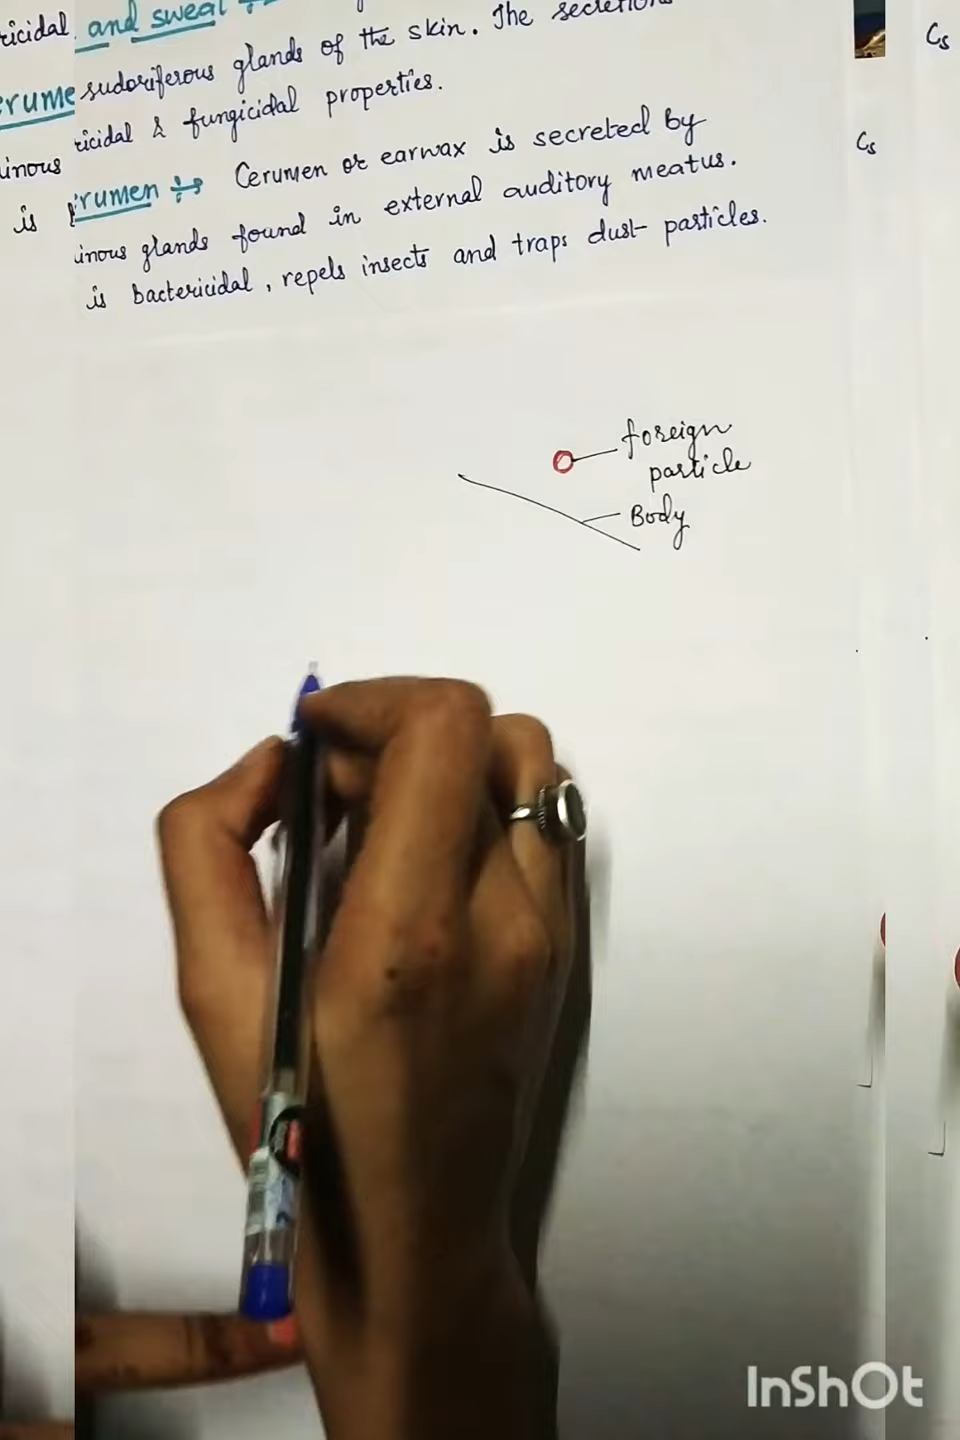 ricidal. and sweat
erume sudoriferous glands of the skin. The
ricidal & fungicidal properties.
inous rumen Cerumen or earwax is secreted by
is inous glands found in external auditory meatus.
is bactericidal, repels insects and traps dust particles.
foreign
particle
Body
Cs
Cs
InShOt